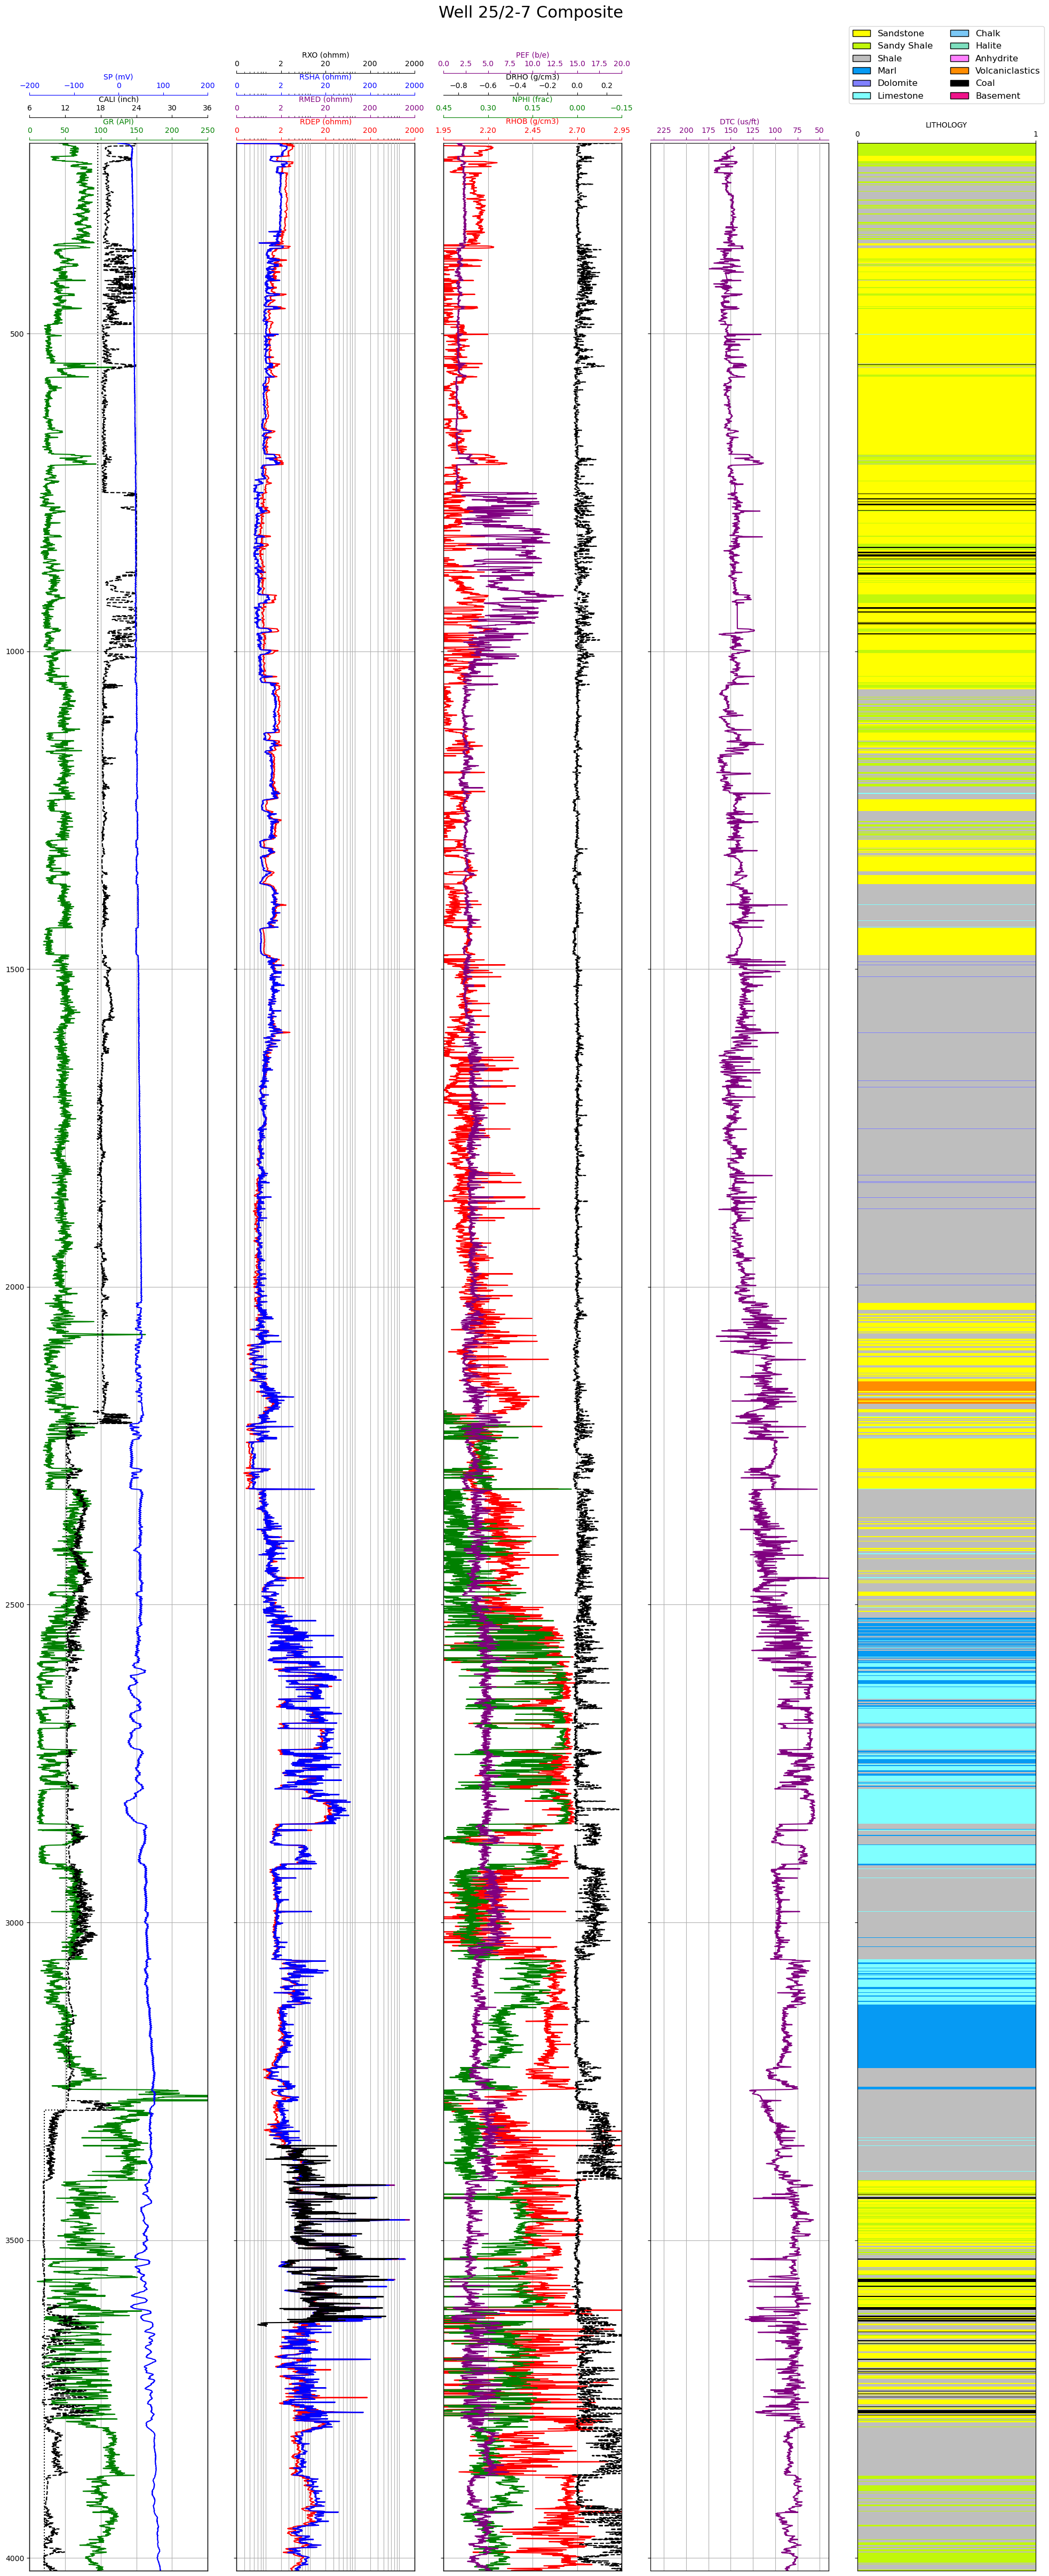 Well 25/2-7 Composite
Sandstone Chalk
Sandy Shale Halite
Shale Anhydrite
Marl Volcaniclastics
Dolomite Coal
Limestone Basement
RXO (ohmm) PEF (b/e)
0 2 20 200 2000 0.0 2.5 5.0 7.5 10.0 12.5 15.0 17.5 20.0
SP (mV) RSHA (ohmm) DRHO (g/cm3)
−200 −100 0 100 200 0 2 20 200 2000 −0.8 −0.6 −0.4 −0.2 0.0 0.2
CALI (inch) RMED (ohmm) NPHI (frac)
6 12 18 24 30 36 0 2 20 200 2000 0.45 0.30 0.15 0.00 −0.15
GR (API) RDEP (ohmm) RHOB (g/cm3) DTC (us/ft) LITHOLOGY
0 50 100 150 200 250 0 2 20 200 2000 1.95 2.20 2.45 2.70 2.95 225 200 175 150 125 100 75 50 0 1
500
1000
1500
2000
2500
3000
3500
4000